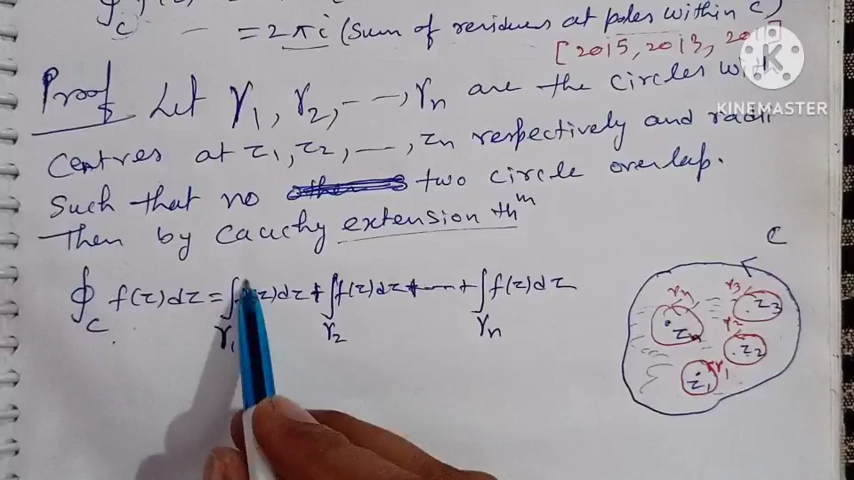 = 2πi (Sum of residues at poles within C)
[2015, 2013, 201
Proof Let γ1, γ2, ---, γn are the circles with
KINEMASTER
Centres at z1, z2, ---, zn respectively and radii
Such that no two circle overlap.
Then by Cauchy extension thm
∮C f(z)dz = ∫γ1 f(z)dz + ∫γ2 f(z)dz + --- + ∫γn f(z)dz
C
γn γ3
zn z3
γ2
z2
γ1
z1